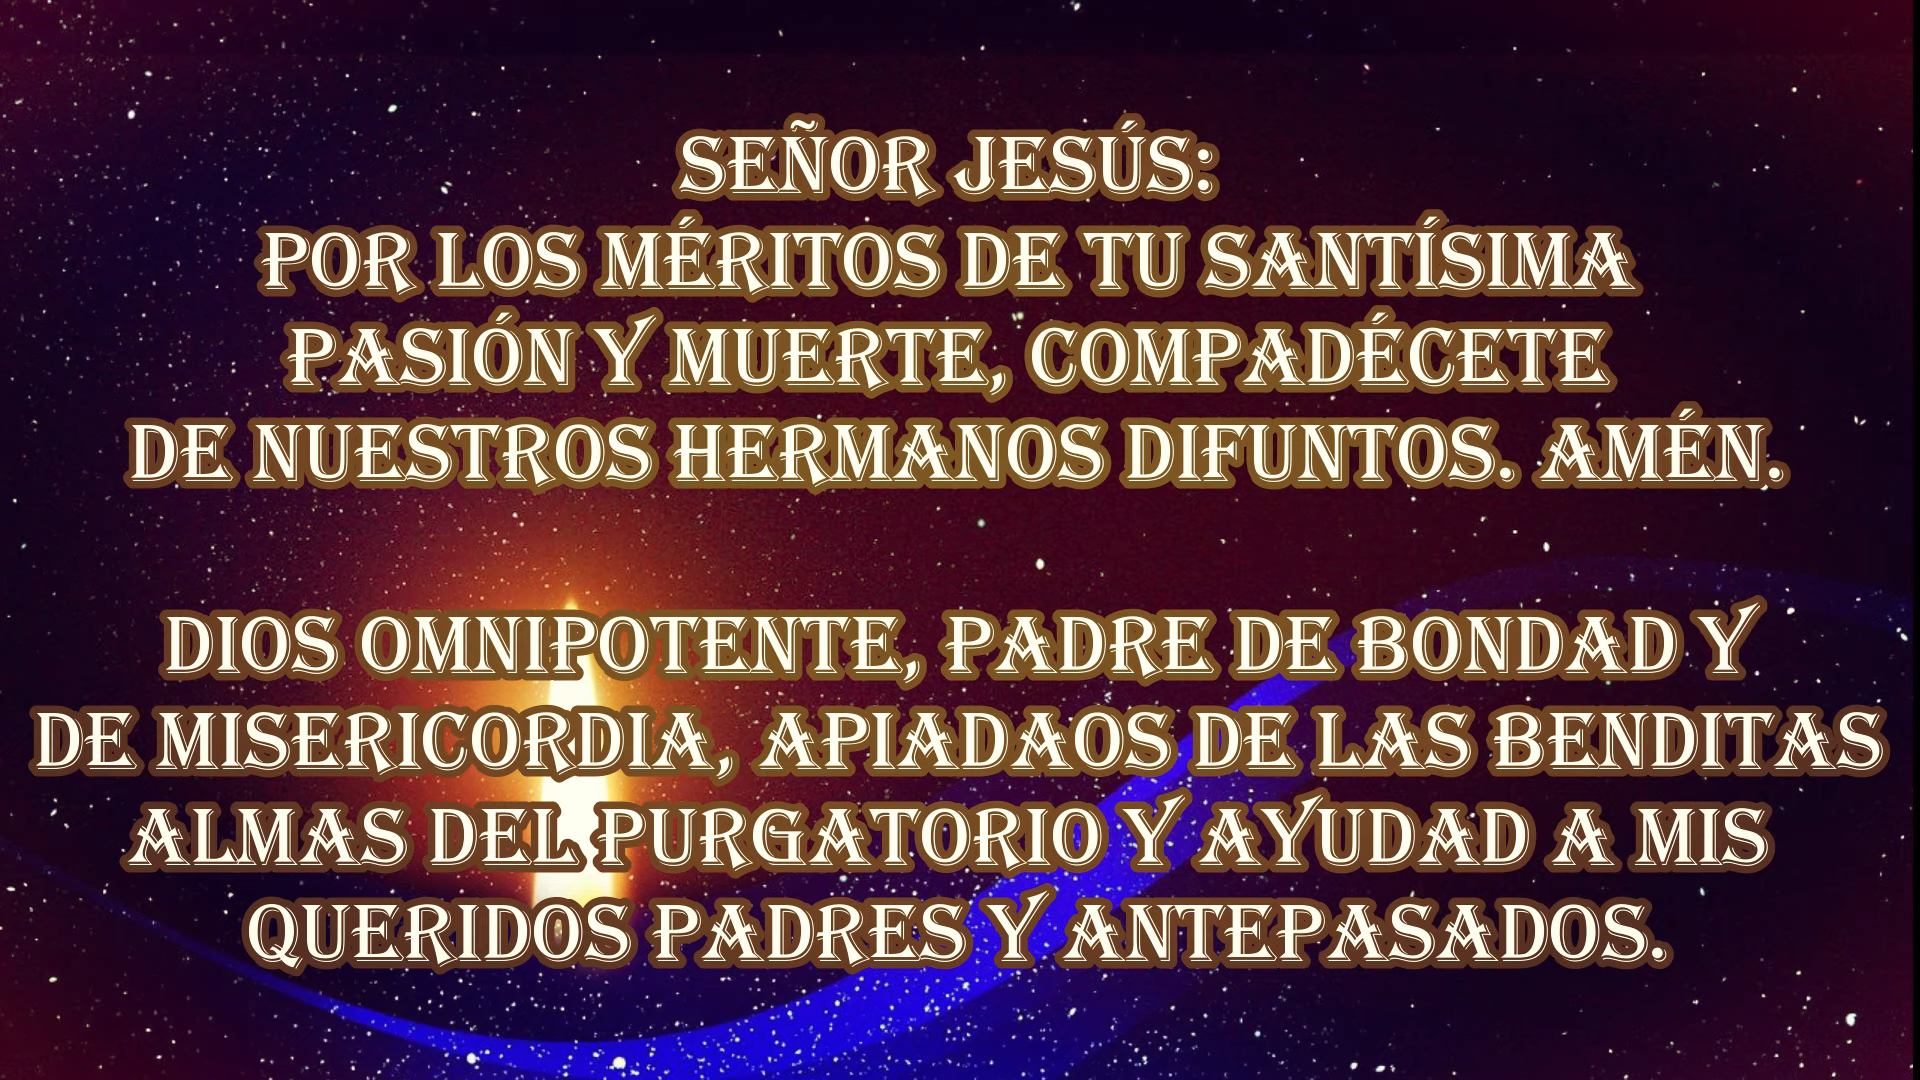 SEÑOR JESÚS:
POR LOS MÉRITOS DE TU SANTÍSIMA
PASIÓN Y MUERTE, COMPADÉCETE
DE NUESTROS HERMANOS DIFUNTOS. AMÉN.
DIOS OMNIPOTENTE, PADRE DE BONDAD Y
DE MISERICORDIA, APIADAOS DE LAS BENDITAS
ALMAS DEL PURGATORIO Y AYUDAD A MIS
QUERIDOS PADRES Y ANTEPASADOS.